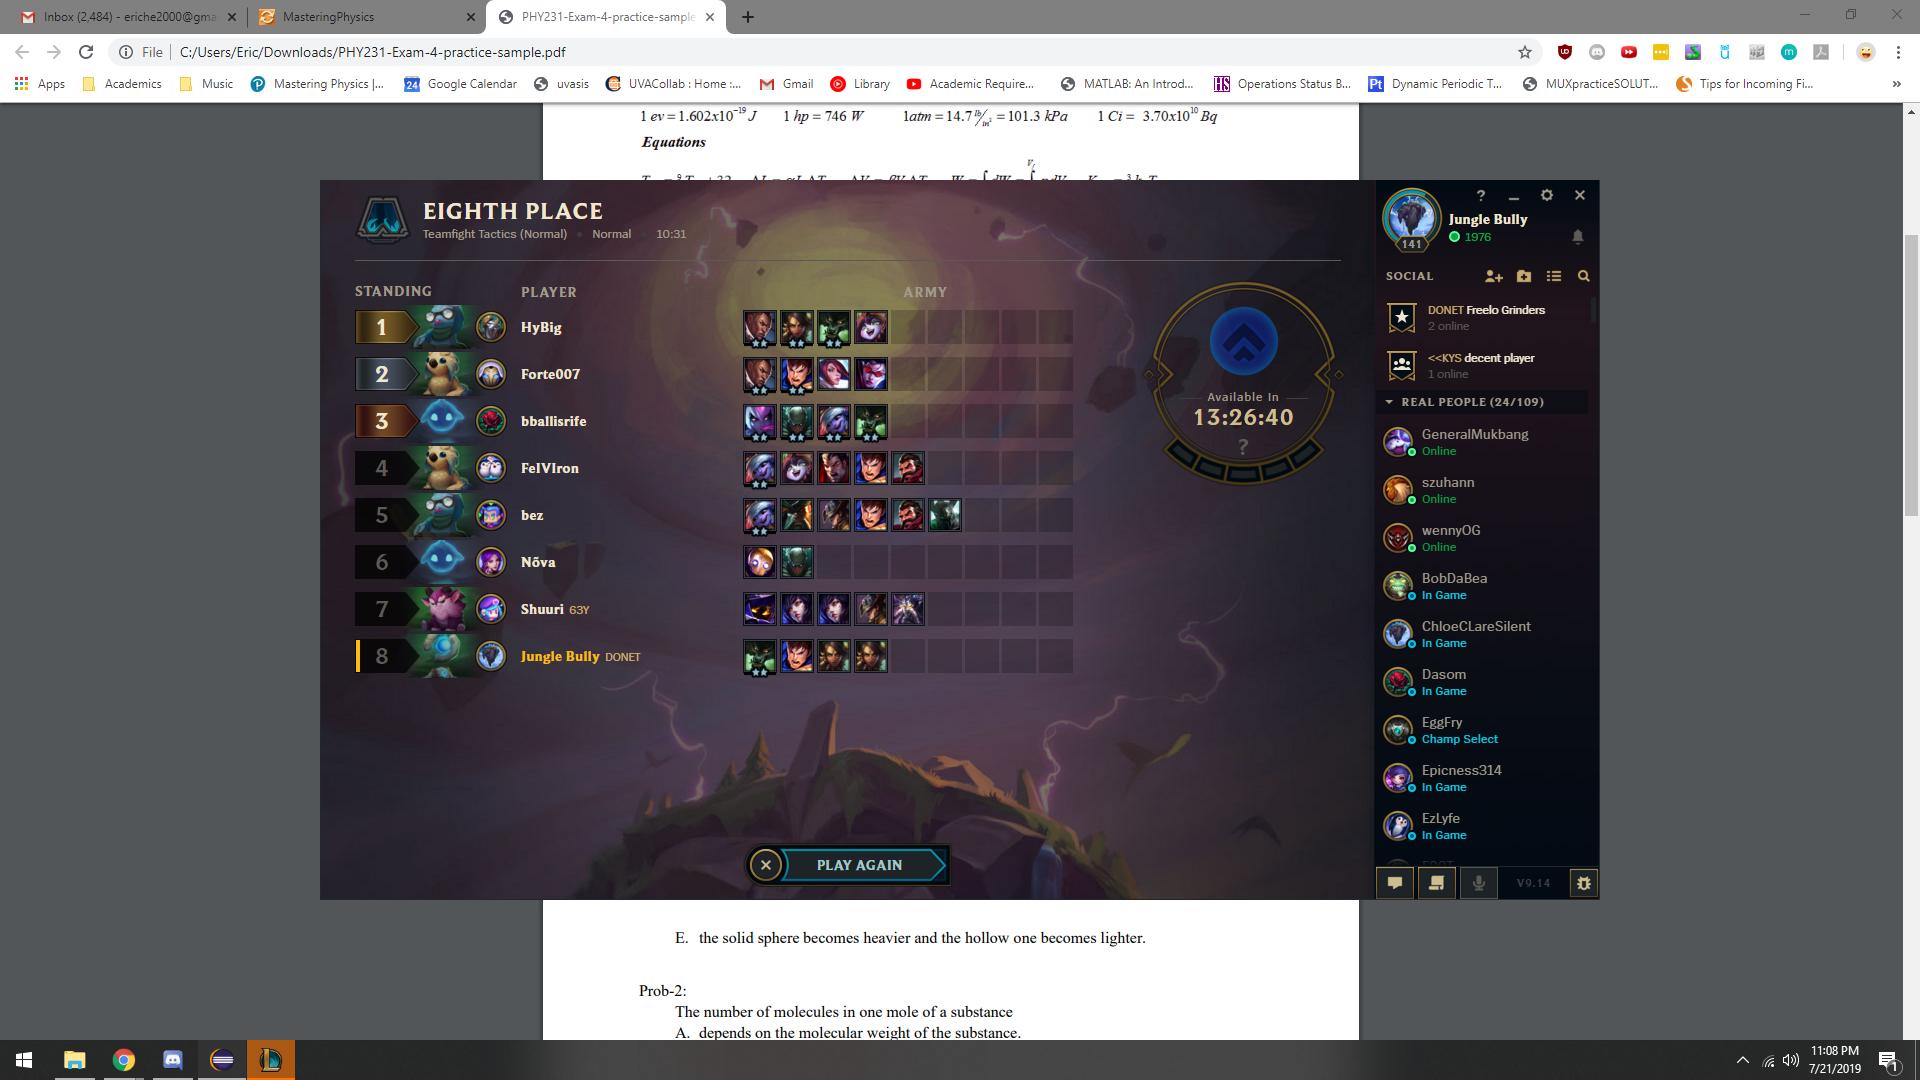 Inbox (2,484) - eriche2000@gma
MasteringPhysics
PHY231-Exam-4-practice-sample
File C:/Users/Eric/Downloads/PHY231-Exam-4-practice-sample.pdf
Apps Academics Music Mastering Physics |... 24 Google Calendar uvasis UVACollab : Home :... Gmail Library Academic Require... MATLAB: An Introd... HS Operations Status B... Pt Dynamic Periodic T... MUXpracticeSOLUT... Tips for Incoming Fi... »
1 ev = 1.602x10⁻¹⁹ J 1 hp = 746 W 1atm = 14.7 lb/in² = 101.3 kPa 1 Ci = 3.70x10¹⁰ Bq
Equations
EIGHTH PLACE
Teamfight Tactics (Normal) • Normal • 10:31
STANDING PLAYER ARMY
1 HyBig
2 Forte007
3 bballisrife
4 FeIVIron
5 bez
6 Nõva
7 Shuuri 63Y
8 Jungle Bully DONET
Available In
13:26:40
?
PLAY AGAIN
?
Jungle Bully
1976
141
SOCIAL
DONET Freelo Grinders
2 online
<<KYS decent player
1 online
REAL PEOPLE (24/109)
GeneralMukbang
Online
szuhann
Online
wennyOG
Online
BobDaBea
In Game
ChloeCLareSilent
In Game
Dasom
In Game
EggFry
Champ Select
Epicness314
In Game
EzLyfe
In Game
V9.14
E. the solid sphere becomes heavier and the hollow one becomes lighter.
Prob-2:
The number of molecules in one mole of a substance
A. depends on the molecular weight of the substance.
11:08 PM
7/21/2019
1